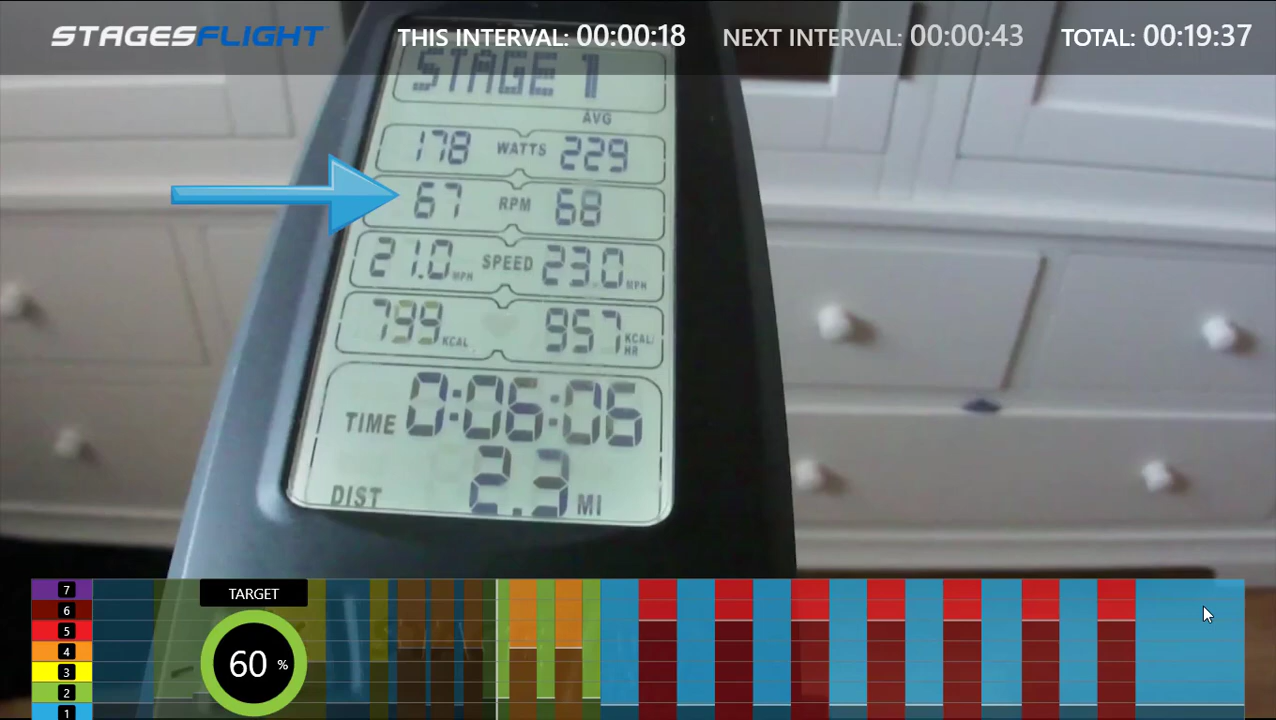 STAGESFLIGHT
THIS INTERVAL: 00:00:18 NEXT INTERVAL: 00:00:43 TOTAL: 00:19:37
STAGE 1
AVG
178 WATTS 229
67 RPM 68
21.0 MPH SPEED 23.0 MPH
799 KCAL 957 KCAL/HR
TIME 0:06:06
DIST 2.3 MI
TARGET
60 %
7
6
5
4
3
2
1